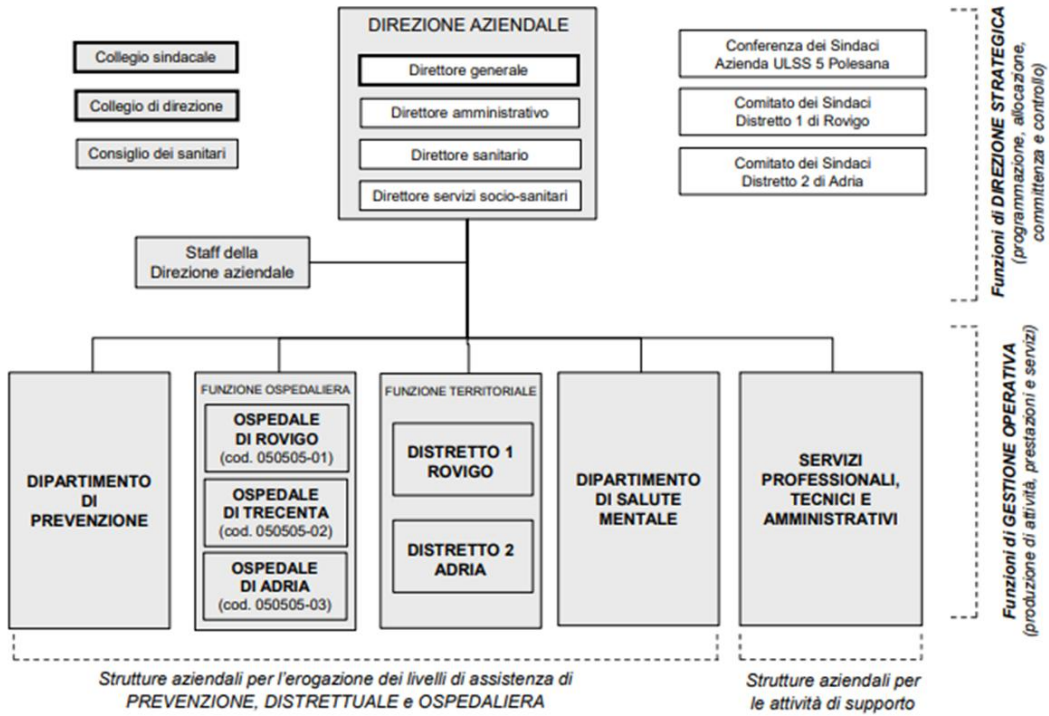 DIREZIONE AZIENDALE
Direttore generale
Direttore amministrativo
Direttore sanitario
Direttore servizi socio-sanitari
Collegio sindacale
Collegio di direzione
Consiglio dei sanitari
Conferenza dei Sindaci
Azienda ULSS 5 Polesana
Comitato dei Sindaci
Distretto 1 di Rovigo
Comitato dei Sindaci
Distretto 2 di Adria
Funzioni di DIREZIONE STRATEGICA
(programmazione, allocazione,
committenza e controllo)
Staff della
Direzione aziendale
DIPARTIMENTO
DI
PREVENZIONE
FUNZIONE OSPEDALIERA
OSPEDALE
DI ROVIGO
(cod. 050505-01)
OSPEDALE
DI TRECENTA
(cod. 050505-02)
OSPEDALE
DI ADRIA
(cod. 050505-03)
FUNZIONE TERRITORIALE
DISTRETTO 1
ROVIGO
DISTRETTO 2
ADRIA
DIPARTIMENTO
DI SALUTE
MENTALE
SERVIZI
PROFESSIONALI,
TECNICI E
AMMINISTRATIVI
Funzioni di GESTIONE OPERATIVA
(produzione di attività, prestazioni e servizi)
Strutture aziendali per l'erogazione dei livelli di assistenza di
PREVENZIONE, DISTRETTUALE e OSPEDALIERA
Strutture aziendali per
le attività di supporto